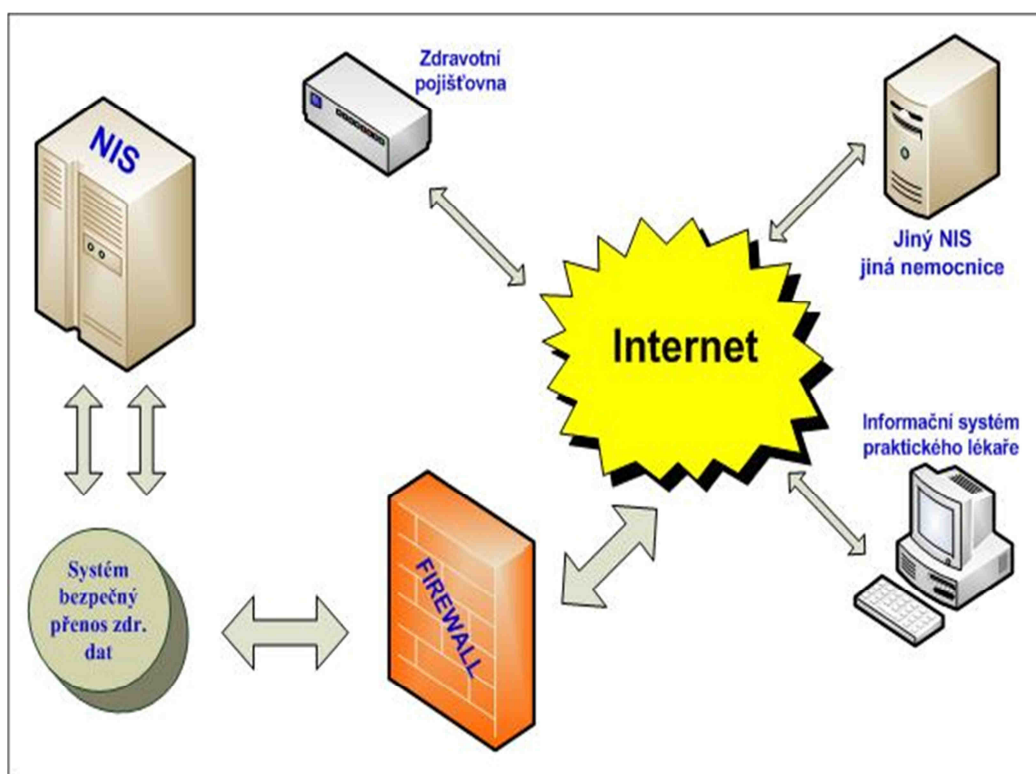 Zdravotní
pojišťovna
NIS
Jiný NIS
jiná nemocnice
Internet
Informační systém
praktického lékaře
Systém
bezpečný
přenos zdr.
dat
FIREWALL